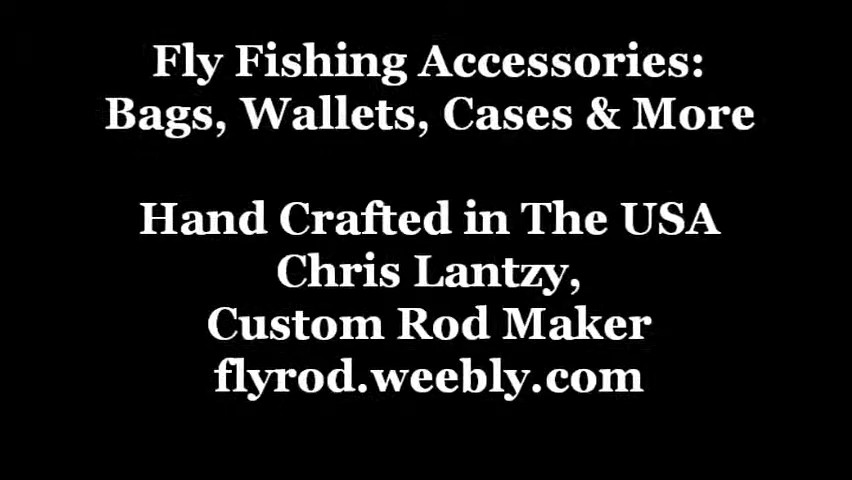 Fly Fishing Accessories:
Bags, Wallets, Cases & More
Hand Crafted in The USA
Chris Lantzy,
Custom Rod Maker
flyrod.weebly.com